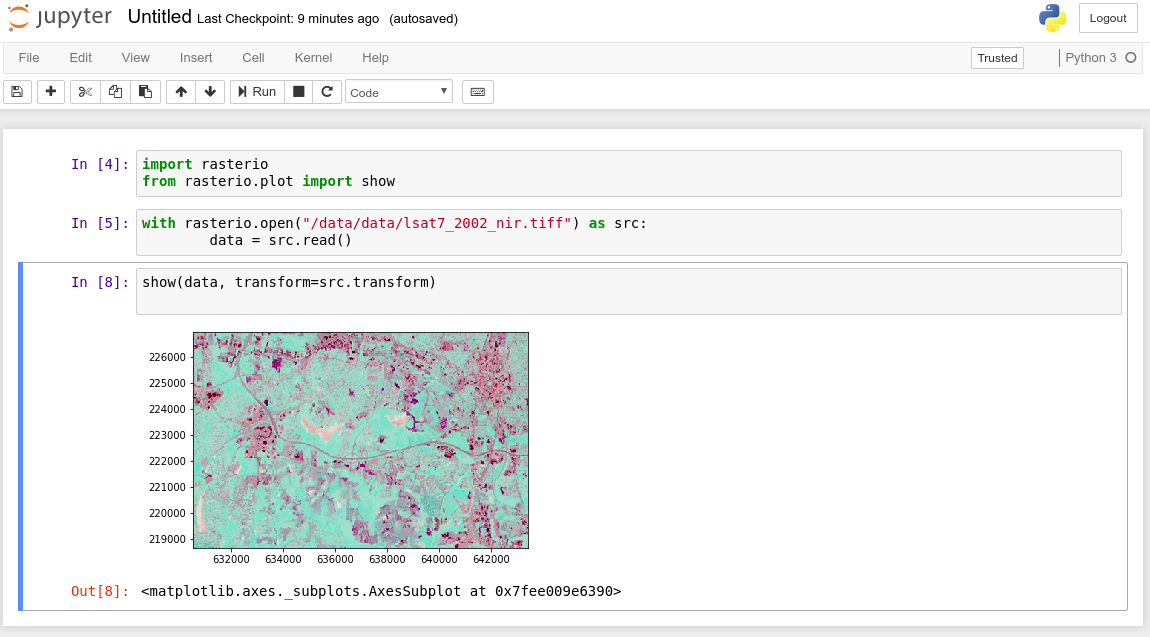 jupyter Untitled Last Checkpoint: 9 minutes ago (autosaved) Logout
File Edit View Insert Cell Kernel Help Trusted Python 3
Run Code
In [4]: import rasterio
from rasterio.plot import show
In [5]: with rasterio.open("/data/data/lsat7_2002_nir.tiff") as src:
data = src.read()
In [8]: show(data, transform=src.transform)
226000
225000
224000
223000
222000
221000
220000
219000
632000 634000 636000 638000 640000 642000
Out[8]: <matplotlib.axes._subplots.AxesSubplot at 0x7fee009e6390>